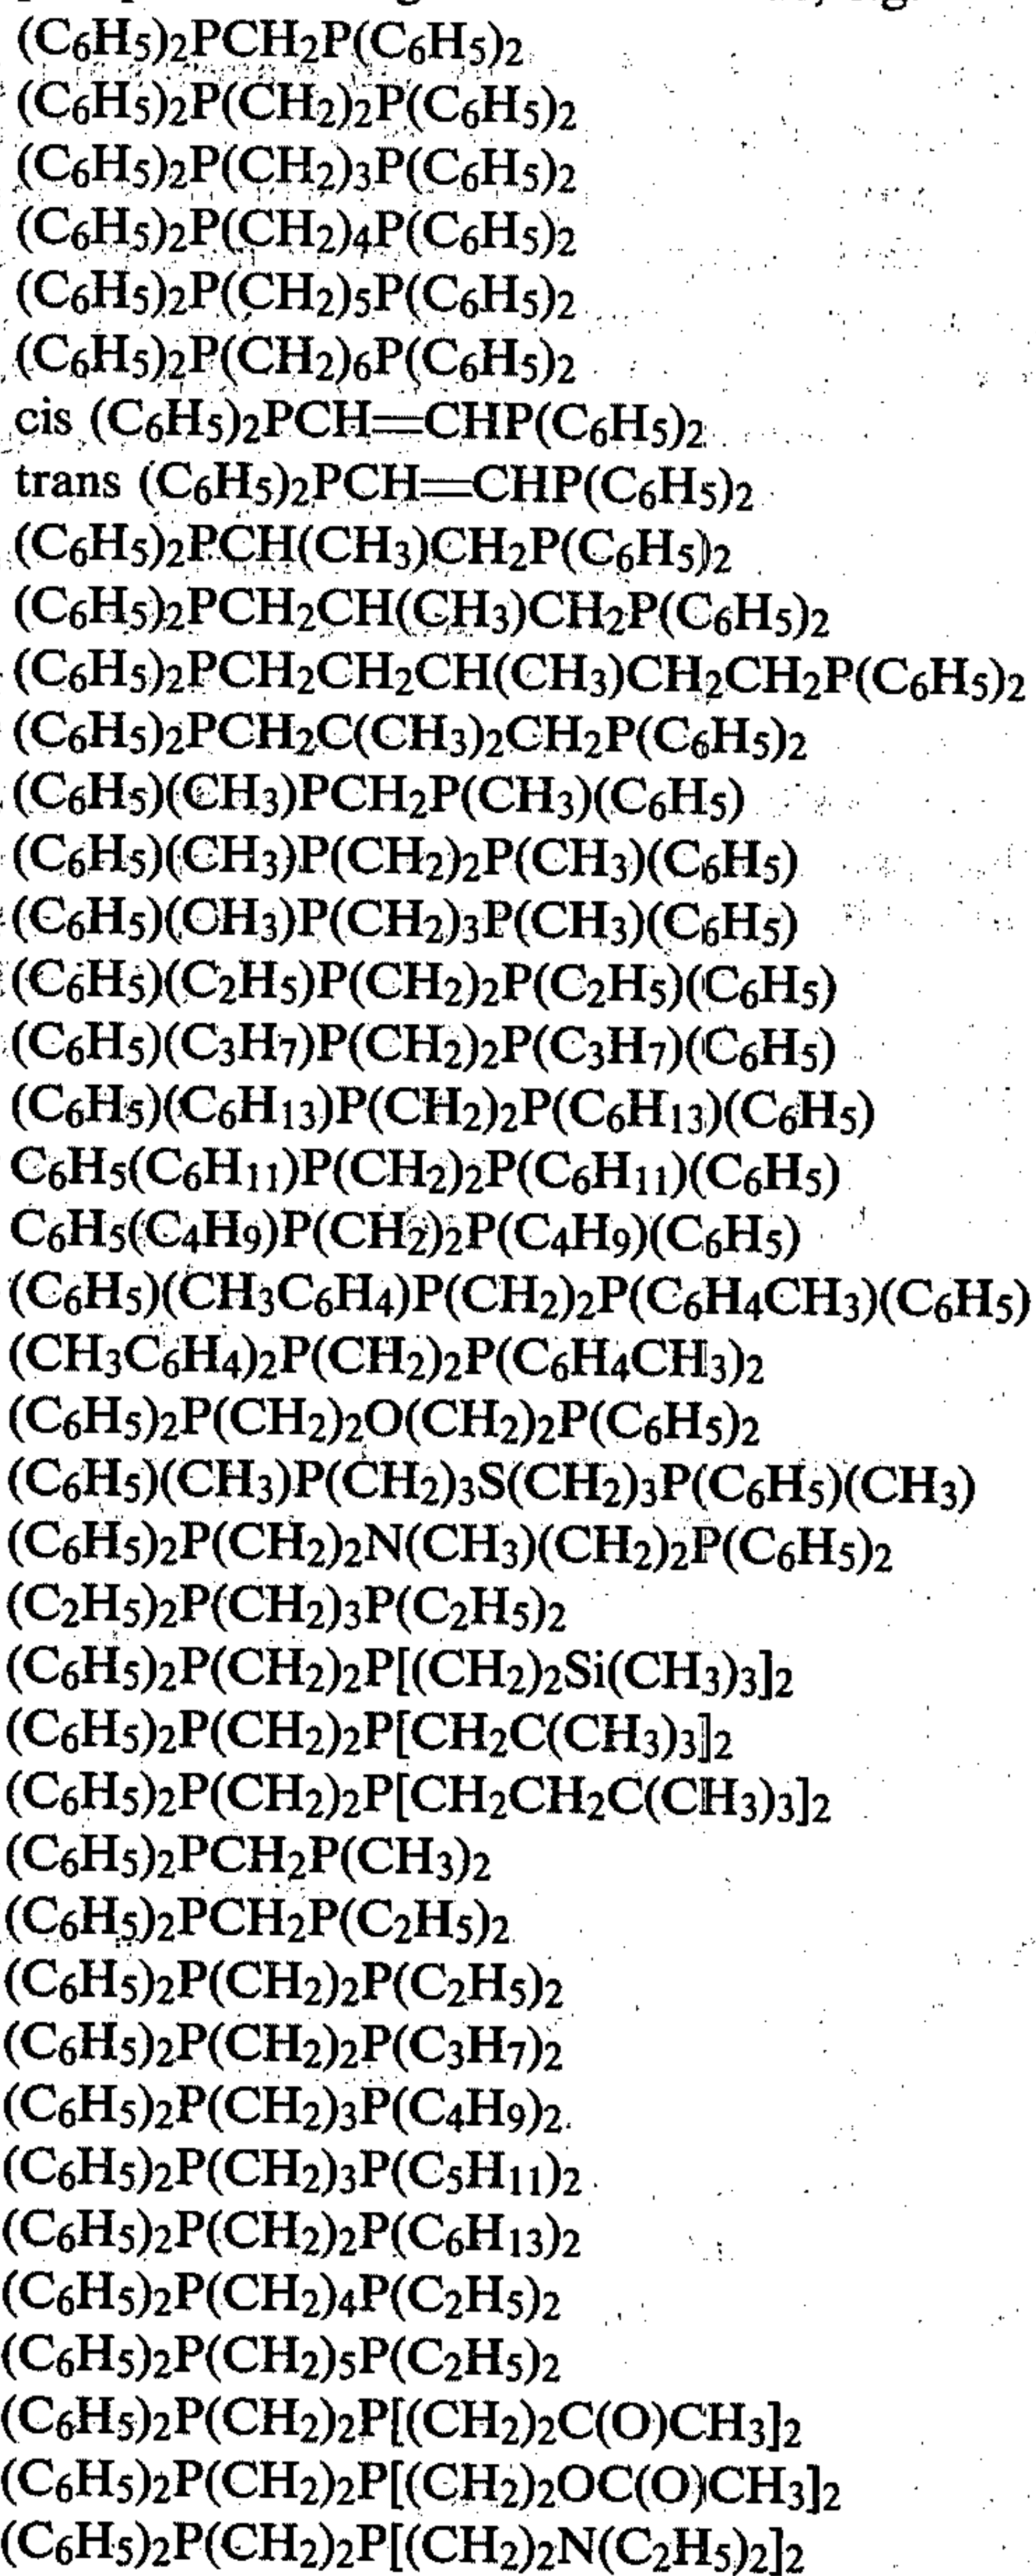 (C6H5)2PCH2P(C6H5)2
(C6H5)2P(CH2)2P(C6H5)2
(C6H5)2P(CH2)3P(C6H5)2
(C6H5)2P(CH2)4P(C6H5)2
(C6H5)2P(CH2)5P(C6H5)2
(C6H5)2P(CH2)6P(C6H5)2
cis (C6H5)2PCH=CHP(C6H5)2
trans (C6H5)2PCH=CHP(C6H5)2
(C6H5)2PCH(CH3)CH2P(C6H5)2
(C6H5)2PCH2CH(CH3)CH2P(C6H5)2
(C6H5)2PCH2CH2CH(CH3)CH2CH2P(C6H5)2
(C6H5)2PCH2C(CH3)2CH2P(C6H5)2
(C6H5)(CH3)PCH2P(CH3)(C6H5)
(C6H5)(CH3)P(CH2)2P(CH3)(C6H5)
(C6H5)(CH3)P(CH2)3P(CH3)(C6H5)
(C6H5)(C2H5)P(CH2)2P(C2H5)(C6H5)
(C6H5)(C3H7)P(CH2)2P(C3H7)(C6H5)
(C6H5)(C6H13)P(CH2)2P(C6H13)(C6H5)
C6H5(C6H11)P(CH2)2P(C6H11)(C6H5)
C6H5(C4H9)P(CH2)2P(C4H9)(C6H5)
(C6H5)(CH3C6H4)P(CH2)2P(C6H4CH3)(C6H5)
(CH3C6H4)2P(CH2)2P(C6H4CH3)2
(C6H5)2P(CH2)2O(CH2)2P(C6H5)2
(C6H5)(CH3)P(CH2)3S(CH2)3P(C6H5)(CH3)
(C6H5)2P(CH2)2N(CH3)(CH2)2P(C6H5)2
(C2H5)2P(CH2)3P(C2H5)2
(C6H5)2P(CH2)2P[(CH2)2Si(CH3)3]2
(C6H5)2P(CH2)2P[CH2C(CH3)3]2
(C6H5)2P(CH2)2P[CH2CH2C(CH3)3]2
(C6H5)2PCH2P(CH3)2
(C6H5)2PCH2P(C2H5)2
(C6H5)2P(CH2)2P(C2H5)2
(C6H5)2P(CH2)2P(C3H7)2
(C6H5)2P(CH2)3P(C4H9)2
(C6H5)2P(CH2)3P(C5H11)2
(C6H5)2P(CH2)2P(C6H13)2
(C6H5)2P(CH2)4P(C2H5)2
(C6H5)2P(CH2)5P(C2H5)2
(C6H5)2P(CH2)2P[(CH2)2C(O)CH3]2
(C6H5)2P(CH2)2P[(CH2)2OC(O)CH3]2
(C6H5)2P(CH2)2P[(CH2)2N(C2H5)2]2